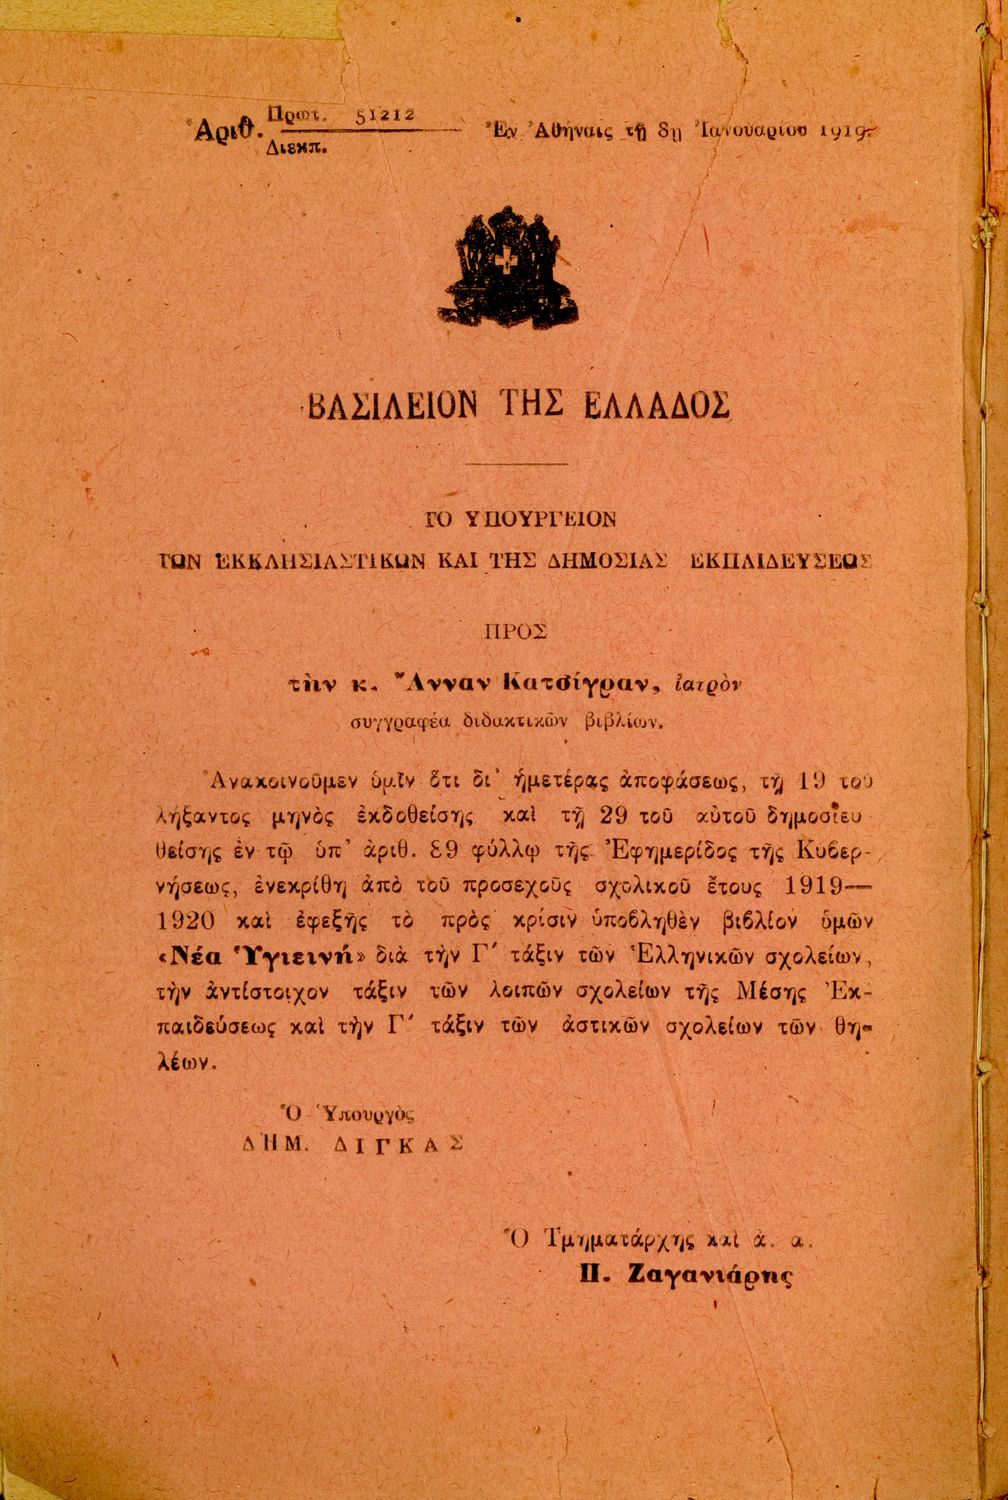 Ἀριθ. Πρωτ. 51212
Διεκπ.
Ἐν Ἀθήναις τῇ 8ῃ Ἰανουαρίου 1919
ΒΑΣΙΛΕΙΟΝ ΤΗΣ ΕΛΛΑΔΟΣ
ΤΟ ΥΠΟΥΡΓΕΙΟΝ
ΤΩΝ ΕΚΚΛΗΣΙΑΣΤΙΚΩΝ ΚΑΙ ΤΗΣ ΔΗΜΟΣΙΑΣ ΕΚΠΑΙΔΕΥΣΕΩΣ
ΠΡΟΣ
τὴν κ. Ἄνναν Κατσίγραν, ἰατρὸν
συγγραφέα διδακτικῶν βιβλίων.
Ἀνακοινοῦμεν ὑμῖν ὅτι δι᾽ ἡμετέρας ἀποφάσεως, τῇ 19 τοῦ
λήξαντος μηνὸς ἐκδοθείσης καὶ τῇ 29 τοῦ αὐτοῦ δημοσιευ
θείσης ἐν τῷ ὑπ᾽ ἀριθ. 89 φύλλῳ τῆς Ἐφημερίδος τῆς Κυβερ-
νήσεως, ἐνεκρίθη ἀπὸ τοῦ προσεχοῦς σχολικοῦ ἔτους 1919—
1920 καὶ ἐφεξῆς τὸ πρὸς κρίσιν ὑποβληθὲν βιβλίον ὑμῶν
«Νέα Ὑγιεινή» διὰ τὴν Γ΄ τάξιν τῶν Ἑλληνικῶν σχολείων,
τὴν ἀντίστοιχον τάξιν τῶν λοιπῶν σχολείων τῆς Μέσης Ἐκ-
παιδεύσεως καὶ τὴν Γ΄ τάξιν τῶν ἀστικῶν σχολείων τῶν θη-
λέων.
Ὁ Ὑπουργὸς
ΔΗΜ. ΔΙΓΚΑΣ
Ὁ Τμηματάρχης καὶ ἀ. α.
Π. Ζαγανιάρης